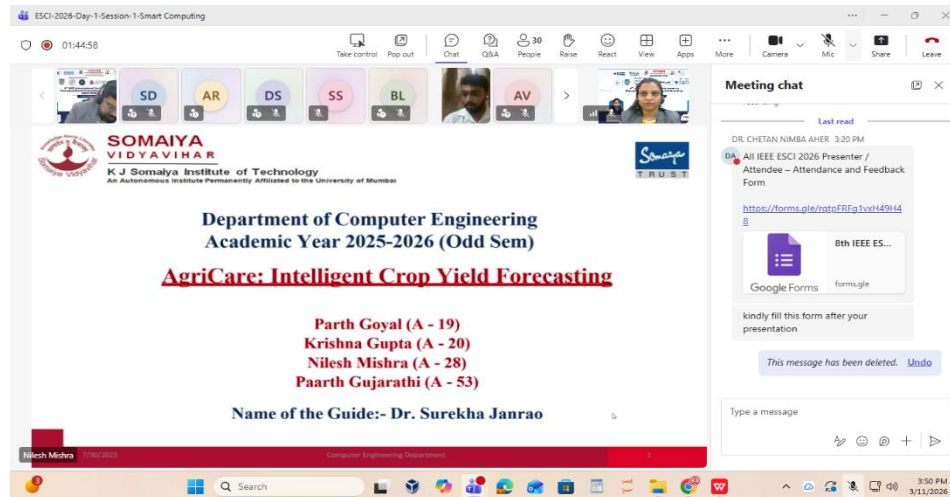 ESCI-2026-Day-1-Session-1-Smart Computing
01:44:58
Take control
Pop out
Chat
Q&A
30
People
Raise
React
View
Apps
More
Camera
Mic
Share
Leave
SD
AR
DS
SS
BL
AV
SOMAIYA
VIDYAVIHAR
K J Somaiya Institute of Technology
An Autonomous Institute Permanently Affiliated to the University of Mumbai
Somaiya
TRUST
Department of Computer Engineering
Academic Year 2025-2026 (Odd Sem)
AgriCare: Intelligent Crop Yield Forecasting
Parth Goyal (A - 19)
Krishna Gupta (A - 20)
Nilesh Mishra (A - 28)
Paarth Gujarathi (A - 53)
Name of the Guide:- Dr. Surekha Janrao
Nilesh Mishra
7/30/2025
Computer Engineering Department
1
Meeting chat
Last read
DR. CHETAN NIMBA AHER 3:20 PM
DA
All IEEE ESCI 2026 Presenter /
Attendee – Attendance and Feedback
Form
https://forms.gle/rqtpFRFg1vxH49H4
8
8th IEEE ES...
Google Forms
forms.gle
kindly fill this form after your
presentation
This message has been deleted. Undo
Type a message
Search
3:50 PM
3/11/2026